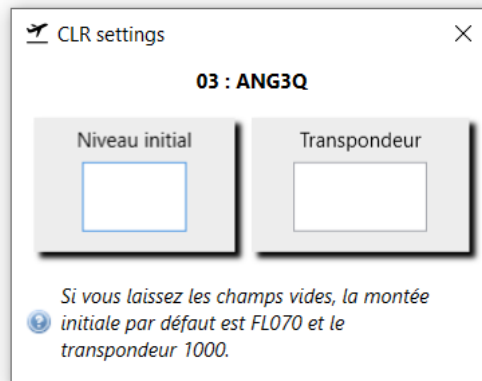 CLR settings
03 : ANG3Q
Niveau initial
Transpondeur
Si vous laissez les champs vides, la montée
initiale par défaut est FL070 et le
transpondeur 1000.